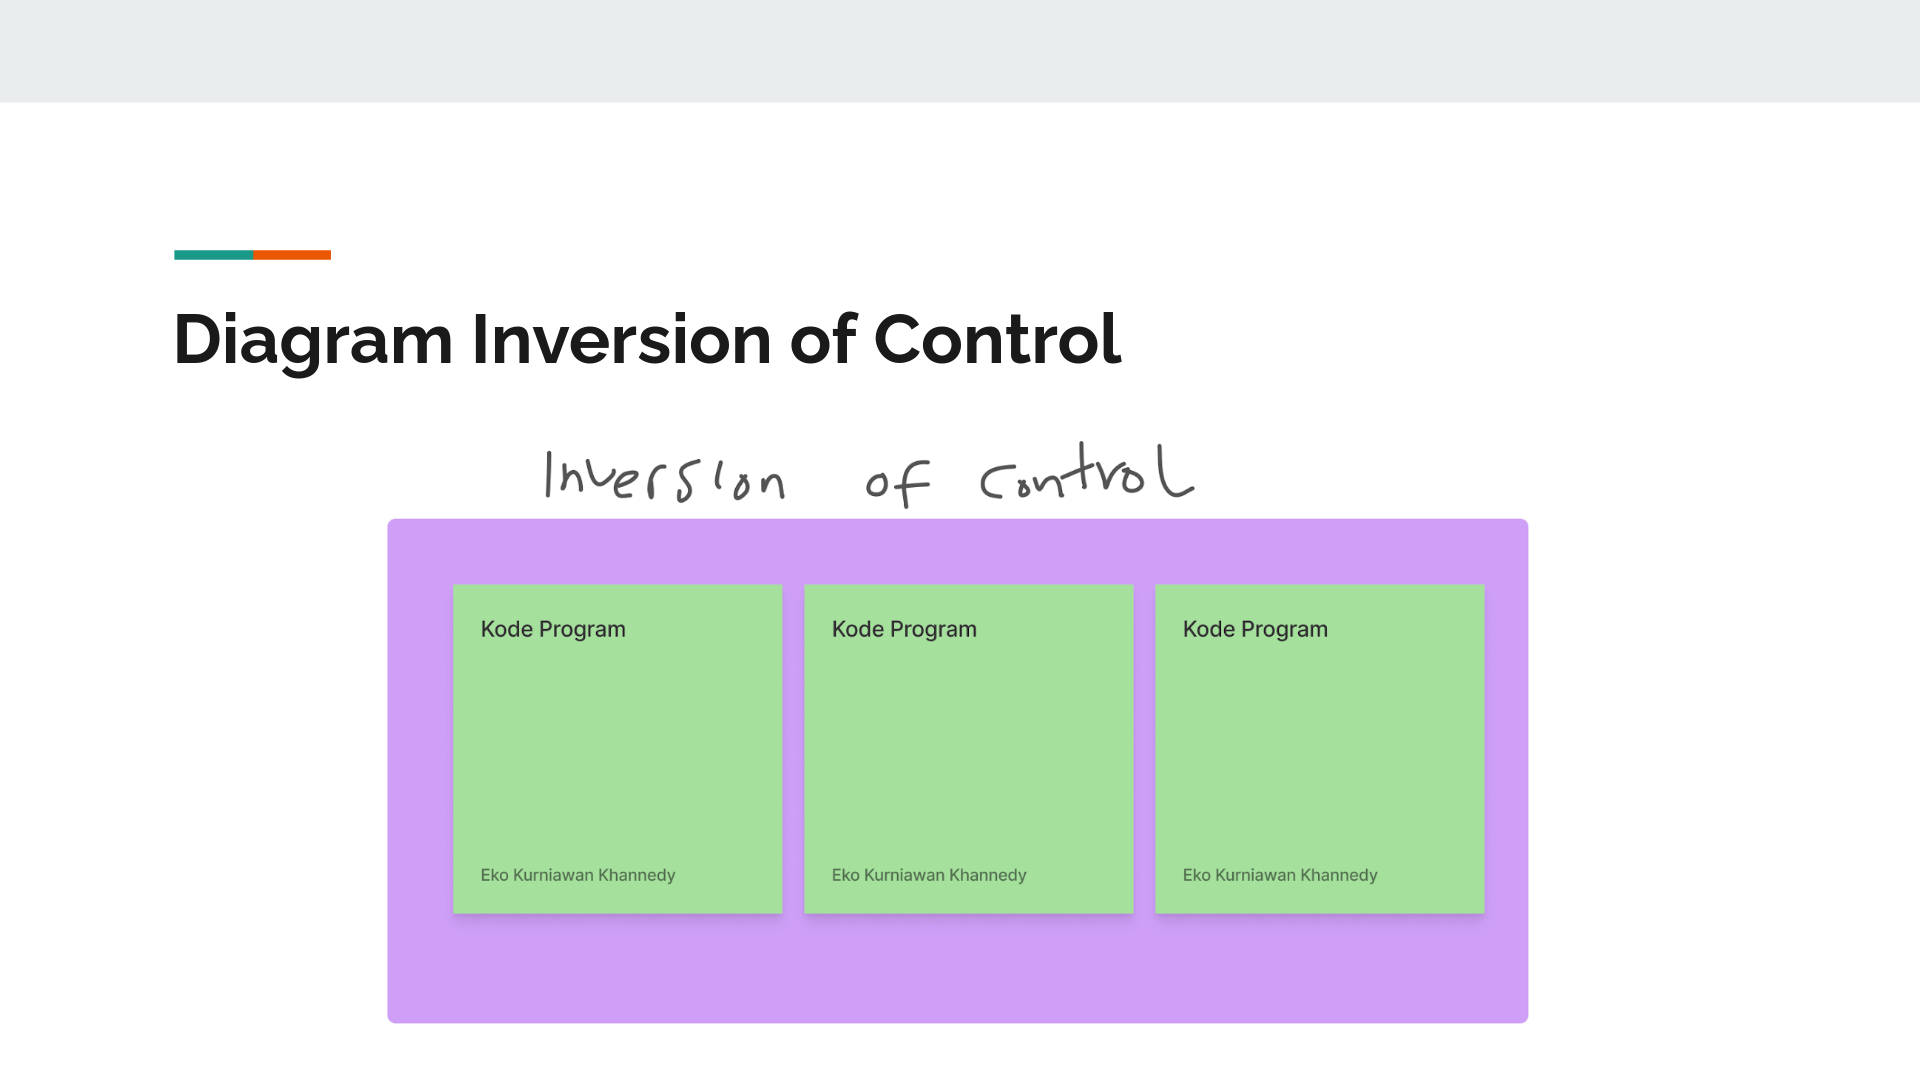 Diagram Inversion of Control
Inversion of control
Kode Program Kode Program Kode Program
Eko Kurniawan Khannedy Eko Kurniawan Khannedy Eko Kurniawan Khannedy